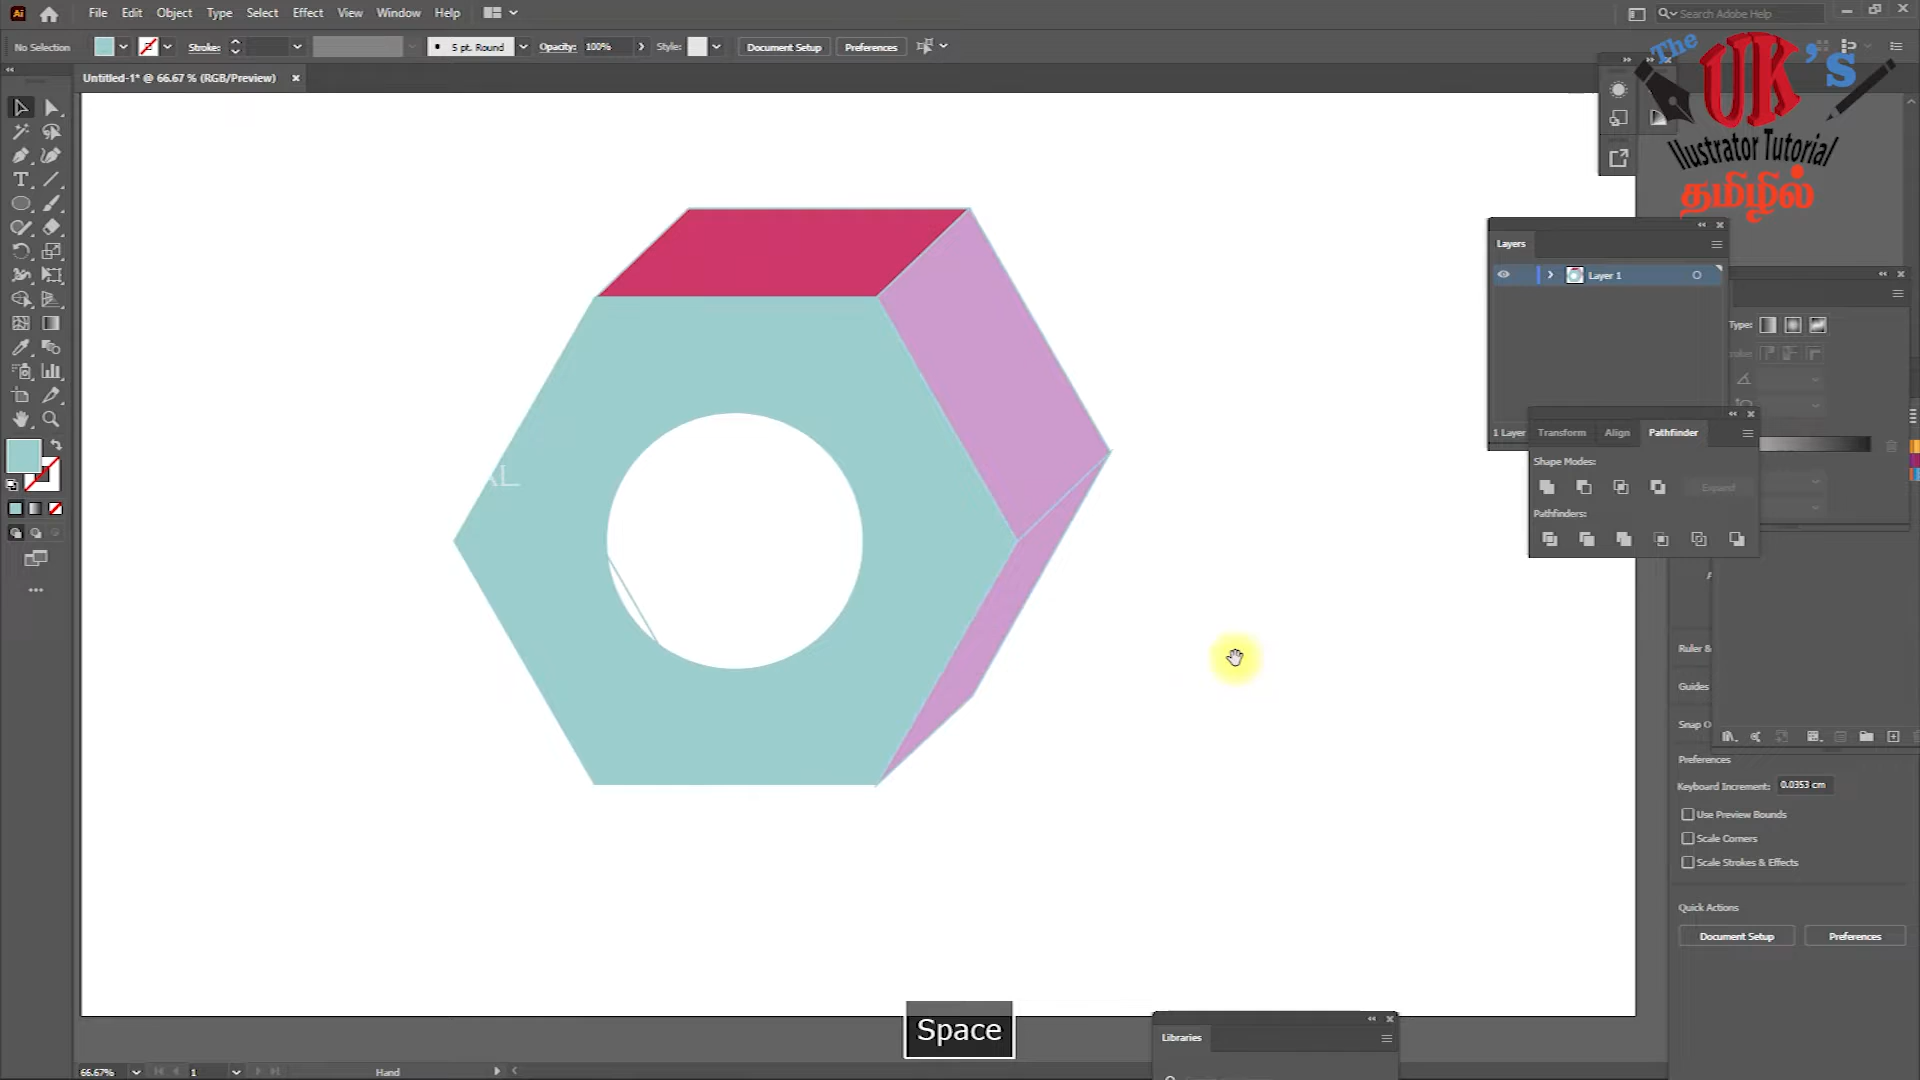 Ai File Edit Object Type Select Effect View Window Help Search Adobe Help
No Selection Stroke: 5 pt. Round Opacity: 100% Style: Document Setup Preferences
Untitled-1* @ 66.67 % (RGB/Preview)
The UK's
Ilustrator Tutorial
தமிழில்
Layers
Layer 1
Type:
1 Layer
Transform Align Pathfinder
Shape Modes:
Expand
Pathfinders:
AL
Ruler &
Guides
Snap O
Preferences
Keyboard Increment: 0.0353 cm
Use Preview Bounds
Scale Corners
Scale Strokes & Effects
Quick Actions
Document Setup Preferences
Space
Libraries
66.67% 1 Hand